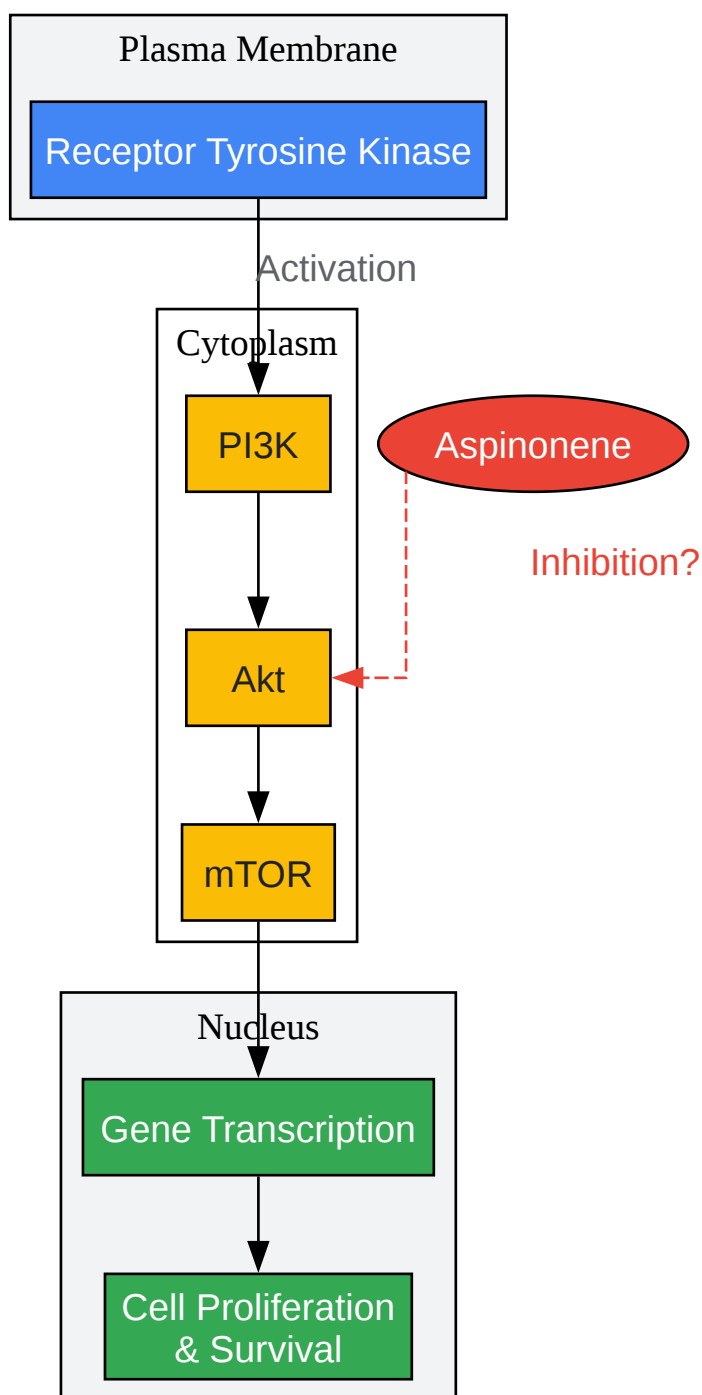 Plasma Membrane
Receptor Tyrosine Kinase
Activation
Cytoplasm
PI3K
Aspinonene
Inhibition?
Akt
mTOR
Nucleus
Gene Transcription
Cell Proliferation
& Survival